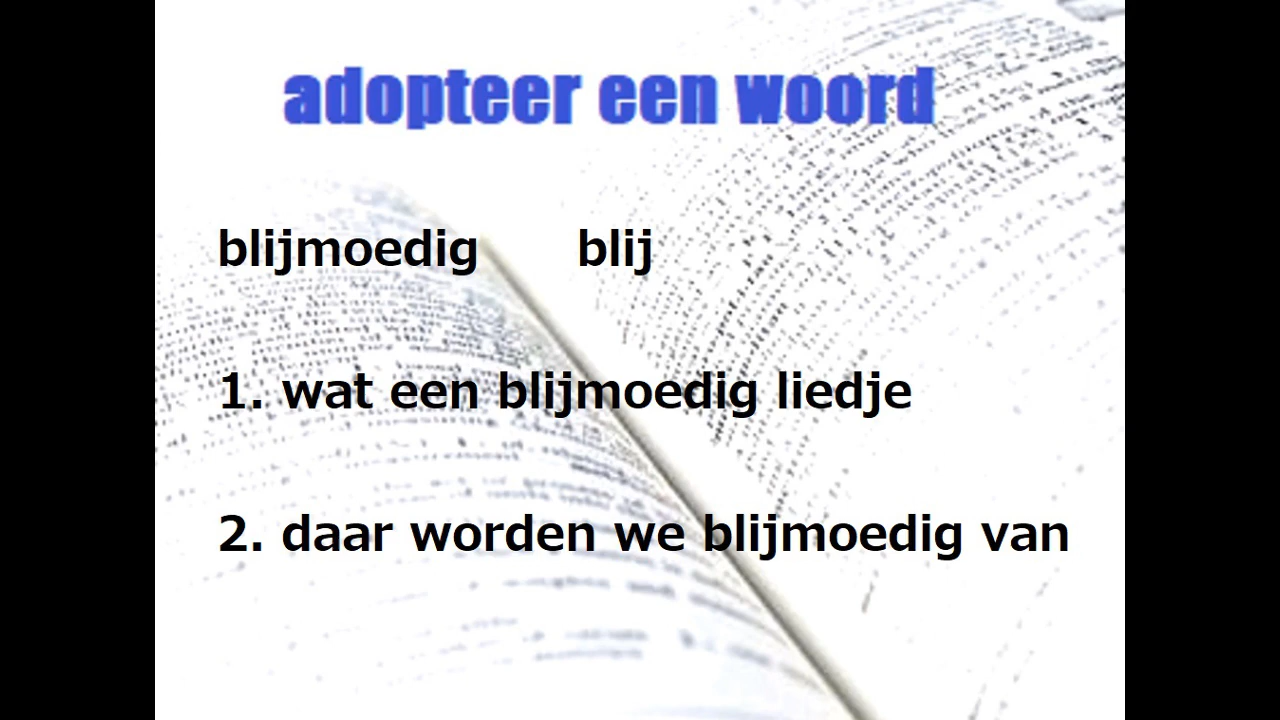 adopteer een woord
blijmoedig blij
1. wat een blijmoedig liedje
2. daar worden we blijmoedig van